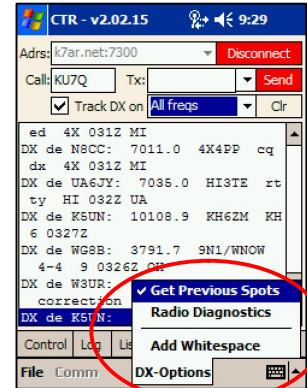 CTR - v2.02.15 9:29
Adrs: k7ar.net:7300 Disconnect
Call: KU7Q Tx: Send
Track DX on All freqs Clr
ed 4X 031Z MI
DX de N8CC: 7011.0 4X4PP cq
dx 4X 031Z MI
DX de UA6JY: 7035.0 HI3TE rt
ty HI 032Z UA
DX de K5UN: 10108.9 KH6ZM KH
6 0327Z
DX de WG8B: 3791.7 9N1/WNOW
4-4 9 0326Z OH
DX de W3UR:
correction
DX de K5UN:
Get Previous Spots
Radio Diagnostics
Add Whitespace
Control Log Lis
File Comm DX-Options